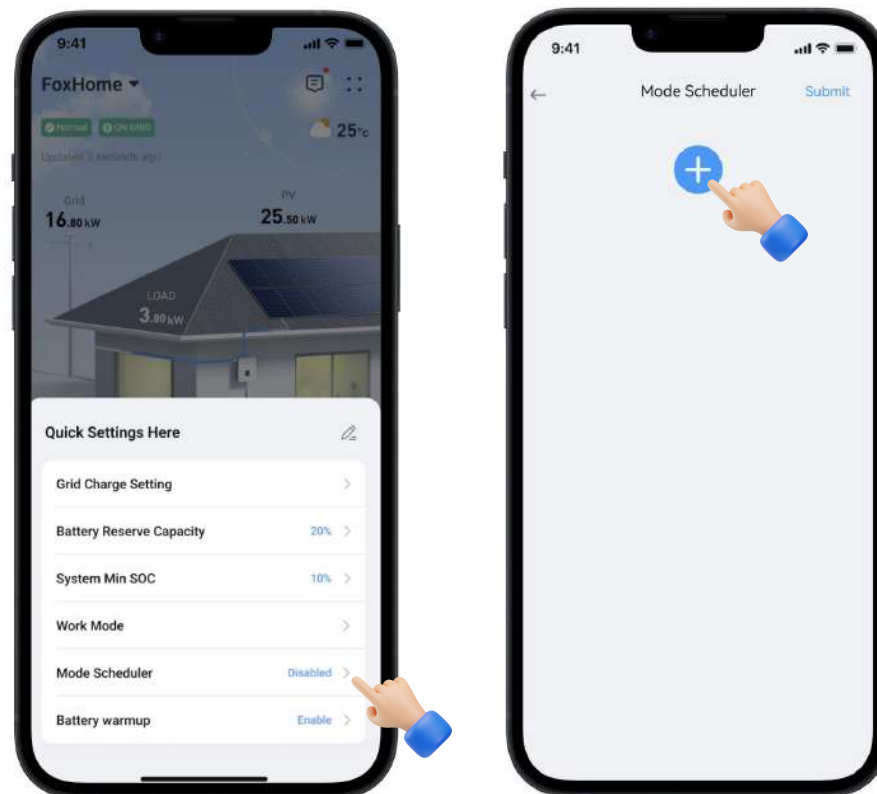 9:41
FoxHome
Normal ON GRID
25°c
Updated 3 seconds ago
Grid
16.80 kW
PV
25.50 kW
LOAD
3.80 kW
Quick Settings Here
Grid Charge Setting
Battery Reserve Capacity 20%
System Min SOC 10%
Work Mode
Mode Scheduler Disabled
Battery warmup Enable
9:41
Mode Scheduler Submit